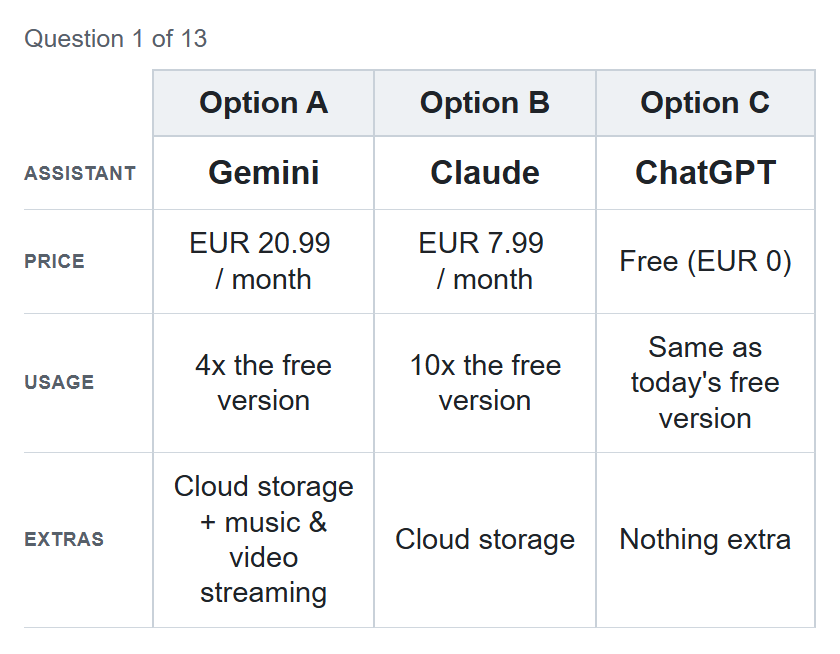 Question 1 of 13
Option A Option B Option C
ASSISTANT Gemini Claude ChatGPT
PRICE EUR 20.99 / month EUR 7.99 / month Free (EUR 0)
USAGE 4x the free version 10x the free version Same as today's free version
EXTRAS Cloud storage + music & video streaming Cloud storage Nothing extra